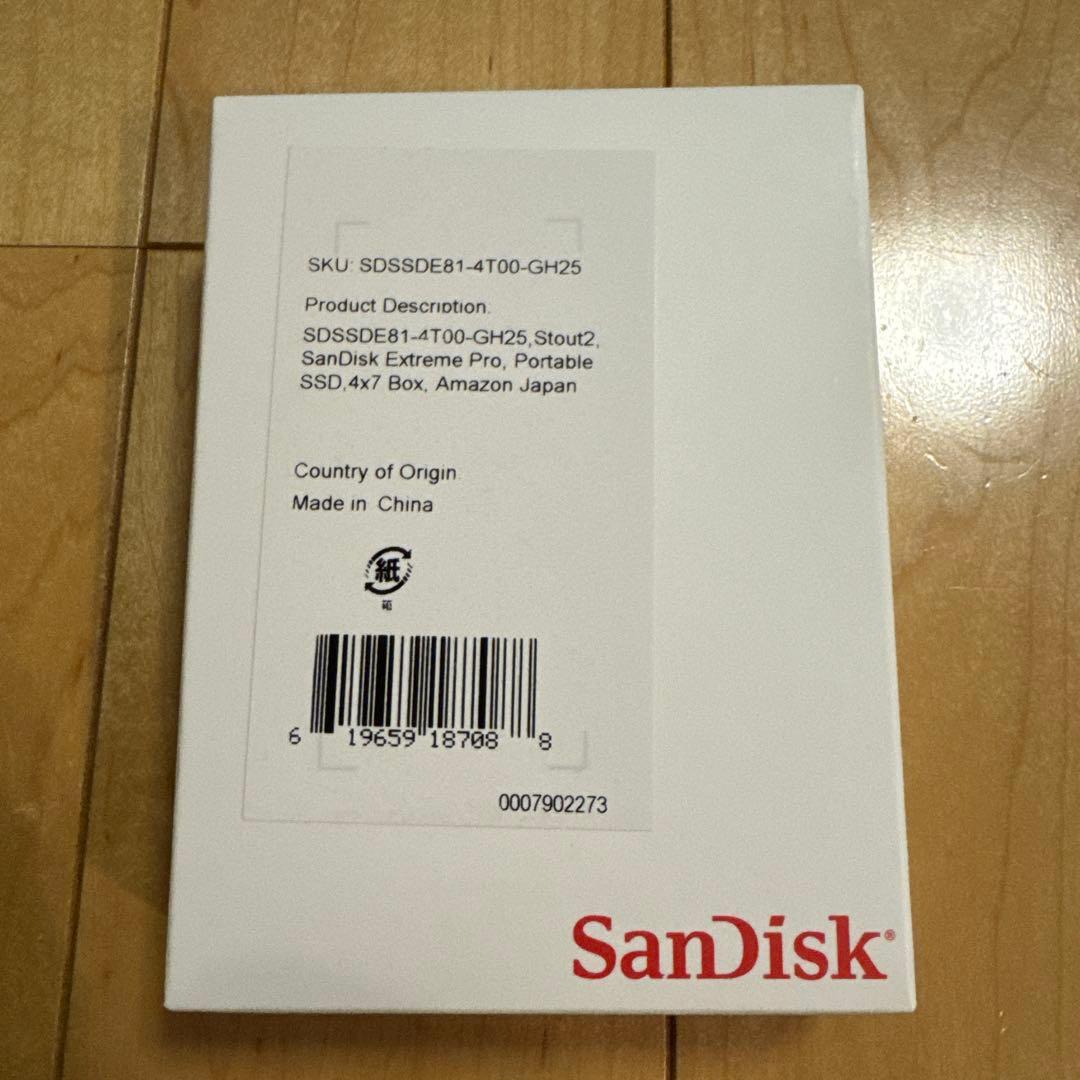 SKU: SDSSDE81-4T00-GH25
Product Description:
SDSSDE81-4T00-GH25,Stout2,
SanDisk Extreme Pro, Portable
SSD,4x7 Box, Amazon Japan
Country of Origin
Made in China
紙
箱
6 19659 18708 8
0007902273
SanDisk®